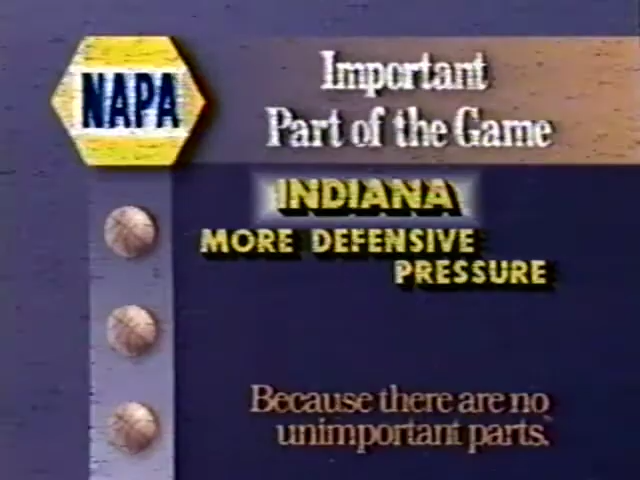 NAPA
Important
Part of the Game
INDIANA
MORE DEFENSIVE
PRESSURE
Because there are no
unimportant parts.